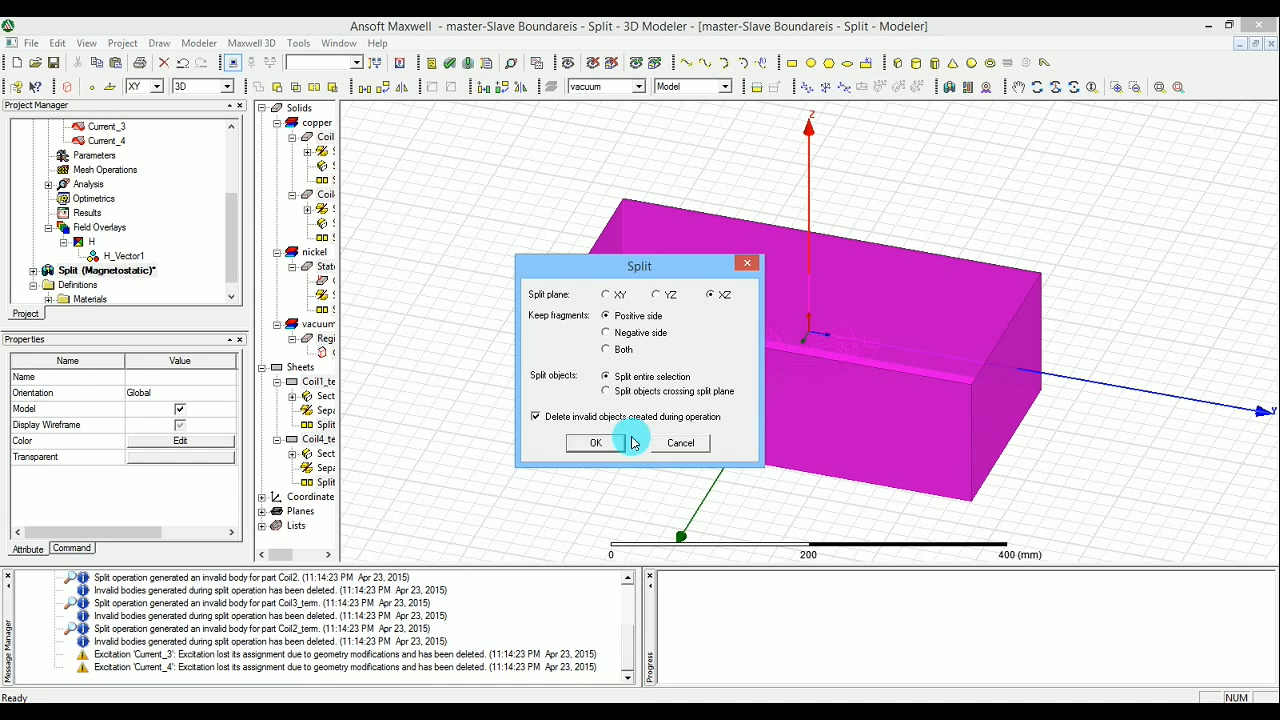 Ansoft Maxwell - master-Slave Boundareis - Split - 3D Modeler - [master-Slave Boundareis - Split - Modeler]
File Edit View Project Draw Modeler Maxwell 3D Tools Window Help
XY 3D vacuum Model
Project Manager
Current_3
Current_4
Parameters
Mesh Operations
Analysis
Optimetrics
Results
Field Overlays
H
H_Vector1
Split (Magnetostatic)*
Definitions
Materials
Project
Properties
Name Value
Name
Orientation Global
Model
Display Wireframe
Color Edit
Transparent
Attribute Command
Solids
copper
Coil
Coil
nickel
State
vacuum
Regi
Sheets
Coil1_te
Sect
Sepa
Split
Coil4_te
Sect
Sepa
Split
Coordinate
Planes
Lists
Z
Y
Split
Split plane: XY YZ XZ
Keep fragments: Positive side
Negative side
Both
Split objects: Split entire selection
Split objects crossing split plane
Delete invalid objects created during operation
OK Cancel
0 200 400 (mm)
Message Manager
Split operation generated an invalid body for part Coil2. (11:14:23 PM Apr 23, 2015)
Invalid bodies generated during split operation has been deleted. (11:14:23 PM Apr 23, 2015)
Split operation generated an invalid body for part Coil3_term. (11:14:23 PM Apr 23, 2015)
Invalid bodies generated during split operation has been deleted. (11:14:23 PM Apr 23, 2015)
Split operation generated an invalid body for part Coil2_term. (11:14:23 PM Apr 23, 2015)
Invalid bodies generated during split operation has been deleted. (11:14:23 PM Apr 23, 2015)
Excitation 'Current_3': Excitation lost its assignment due to geometry modifications and has been deleted. (11:14:23 PM Apr 23, 2015)
Excitation 'Current_4': Excitation lost its assignment due to geometry modifications and has been deleted. (11:14:23 PM Apr 23, 2015)
Progress
Ready NUM